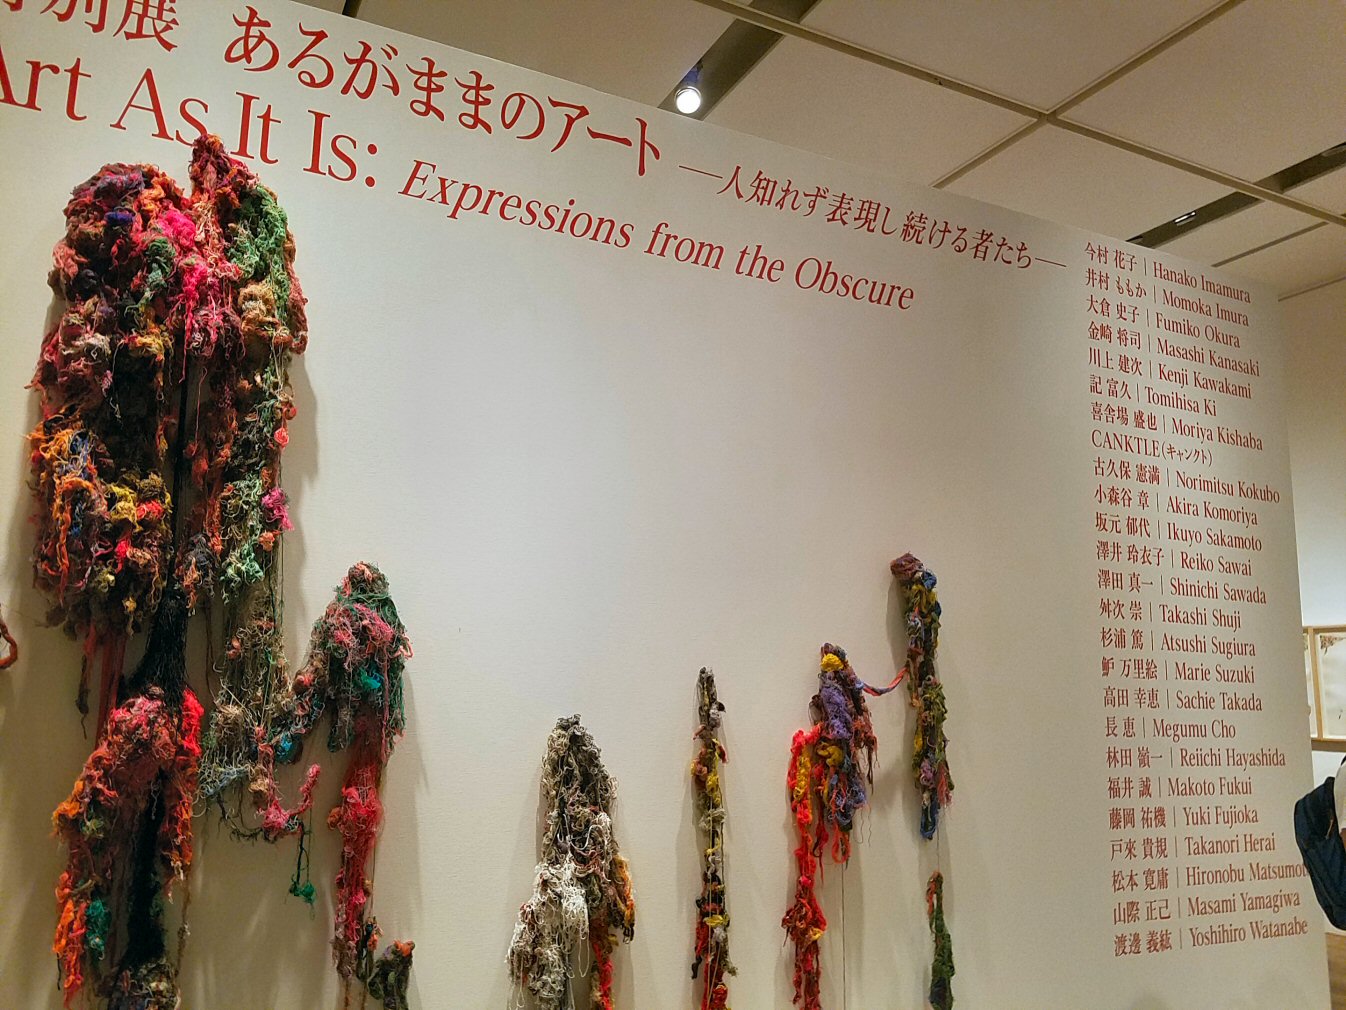 別展 あるがままのアート ―人知れず表現し続ける者たち―
Art As It Is: Expressions from the Obscure
今村 花子 | Hanako Imamura
井村 ももか | Momoka Imura
大倉 史子 | Fumiko Okura
金崎 将司 | Masashi Kanasaki
川上 建次 | Kenji Kawakami
記 富久 | Tomihisa Ki
喜舎場 盛也 | Moriya Kishaba
CANKTLE(キャンクト)
古久保 憲満 | Norimitsu Kokubo
小森谷 章 | Akira Komoriya
坂元 郁代 | Ikuyo Sakamoto
澤井 玲衣子 | Reiko Sawai
澤田 真一 | Shinichi Sawada
舛次 崇 | Takashi Shuji
杉浦 篤 | Atsushi Sugiura
鈩 万里絵 | Marie Suzuki
高田 幸恵 | Sachie Takada
長 恵 | Megumu Cho
林田 嶺一 | Reiichi Hayashida
福井 誠 | Makoto Fukui
藤岡 祐機 | Yuki Fujioka
戸來 貴規 | Takanori Herai
松本 寛庸 | Hironobu Matsumot
山際 正己 | Masami Yamagiwa
渡邊 義紘 | Yoshihiro Watanabe